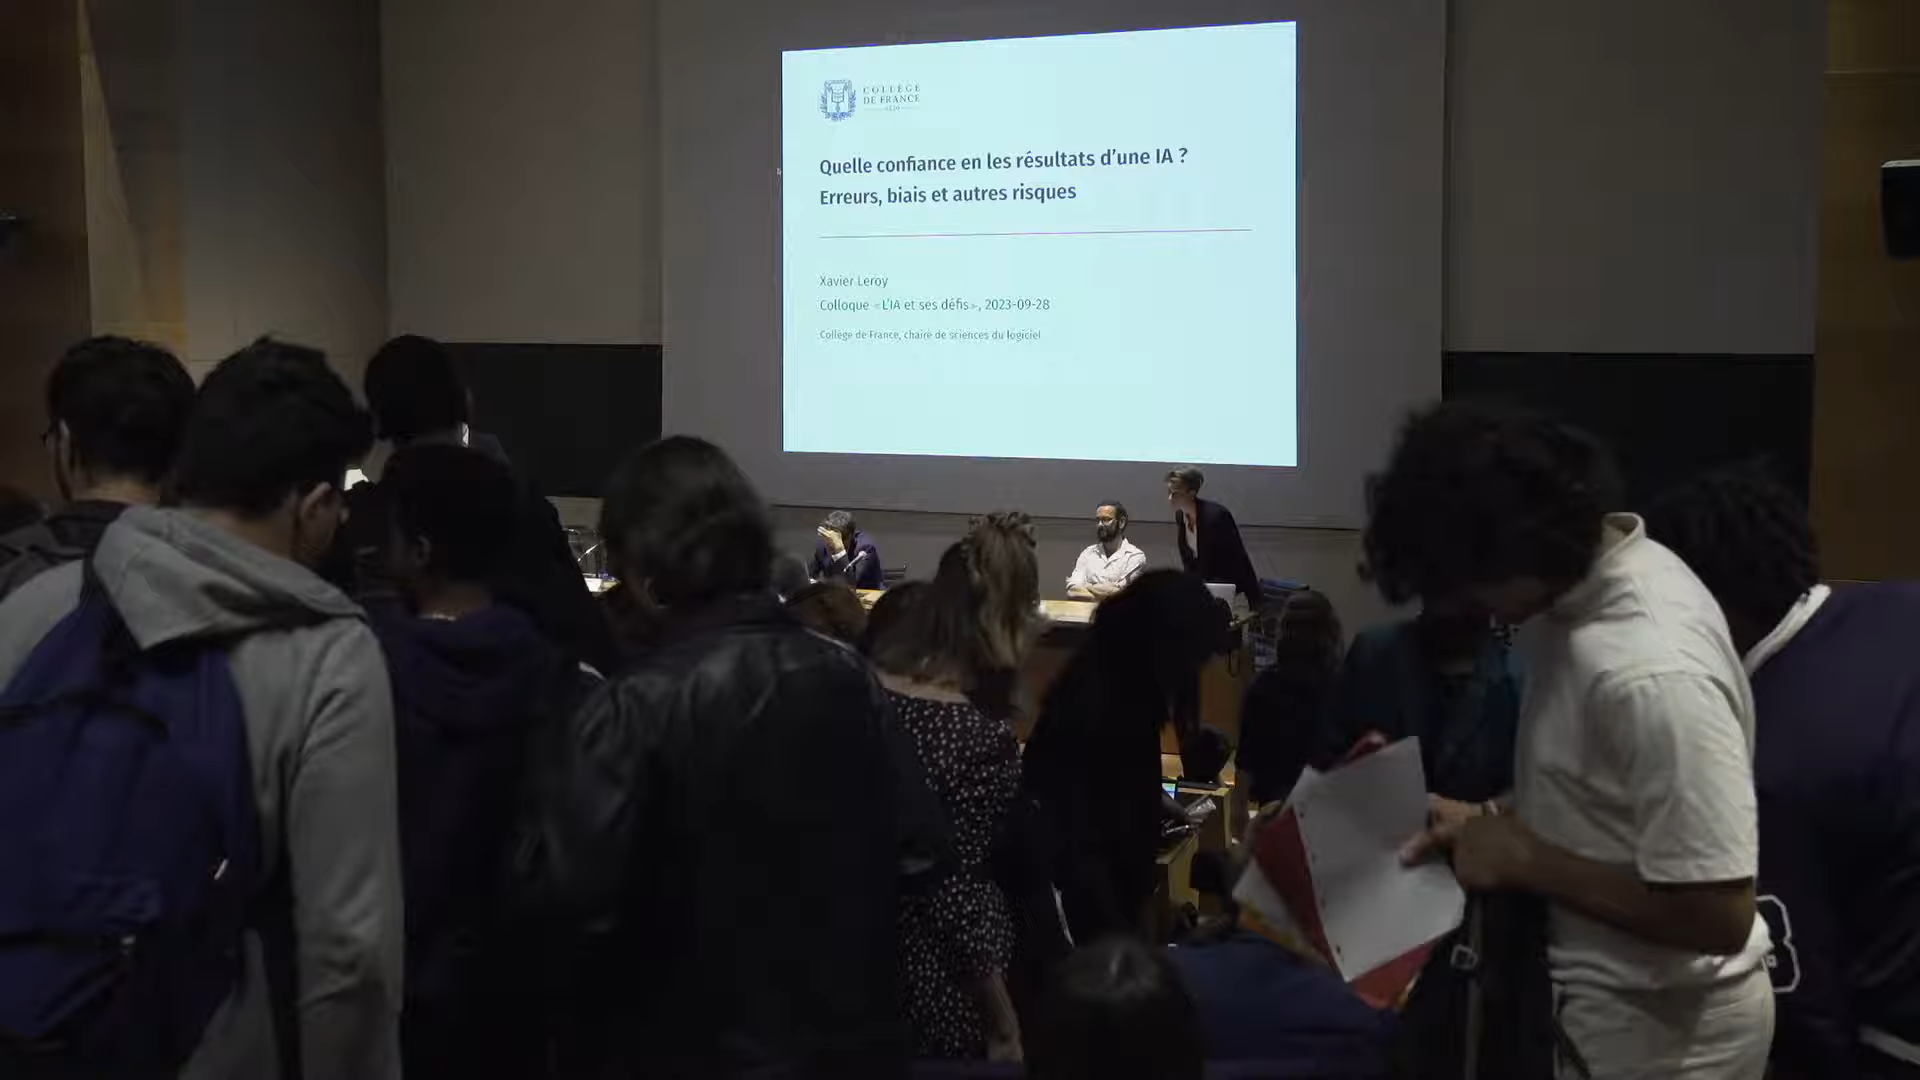 COLLÈGE
DE FRANCE
1530
Quelle confiance en les résultats d'une IA ?
Erreurs, biais et autres risques
Xavier Leroy
Colloque « L'IA et ses défis », 2023-09-28
Collège de France, chaire de sciences du logiciel